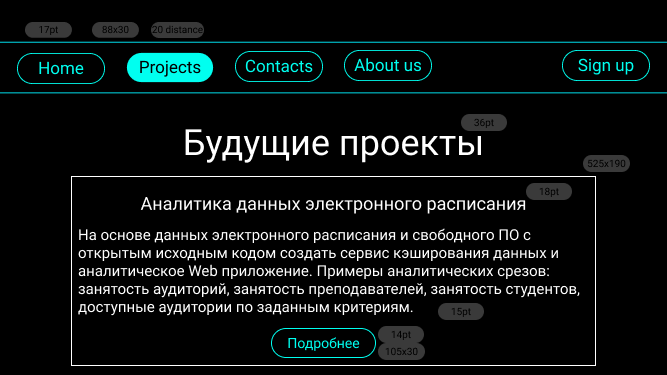 17pt 88x30 20 distance
Home Projects Contacts About us Sign up
36pt
Будущие проекты
525x190
18pt
Аналитика данных электронного расписания
На основе данных электронного расписания и свободного ПО с
открытым исходным кодом создать сервис кэширования данных и
аналитическое Web приложение. Примеры аналитических срезов:
занятость аудиторий, занятость преподавателей, занятость студентов,
доступные аудитории по заданным критериям.
15pt
14pt
Подробнее
105x30